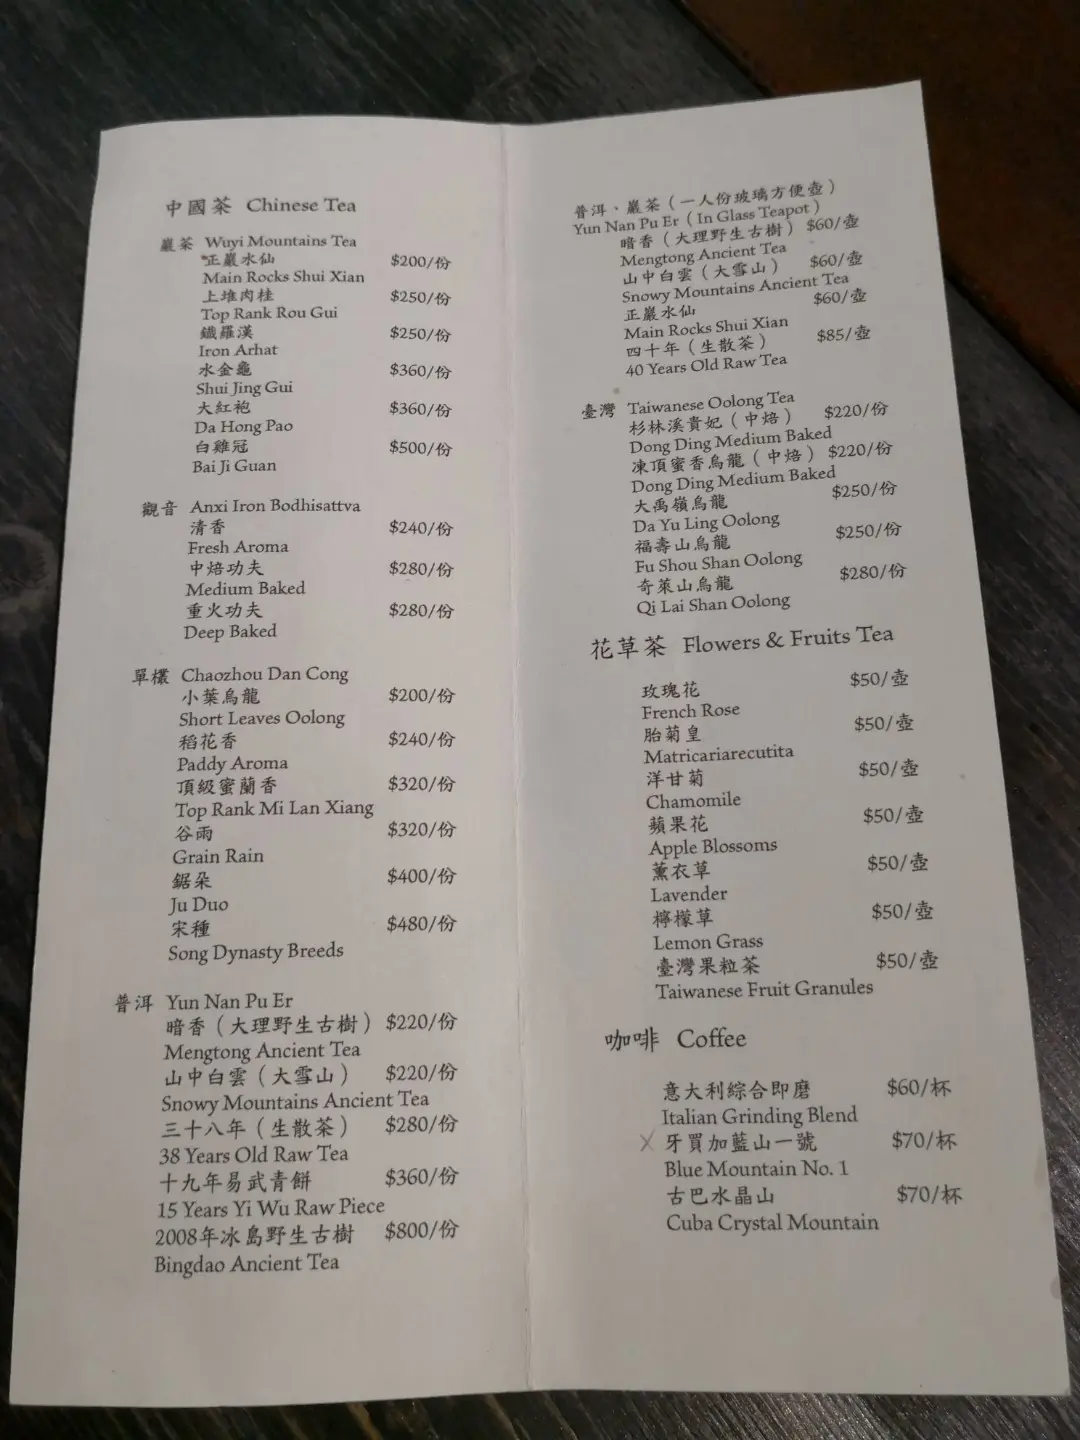 中國茶 Chinese Tea
巖茶 Wuyi Mountains Tea
正巖水仙 $200/份
Main Rocks Shui Xian
上堆肉桂 $250/份
Top Rank Rou Gui
鐵羅漢 $250/份
Iron Arhat
水金龜 $360/份
Shui Jing Gui
大紅袍 $360/份
Da Hong Pao
白雞冠 $500/份
Bai Ji Guan
觀音 Anxi Iron Bodhisattva
清香 $240/份
Fresh Aroma
中焙功夫 $280/份
Medium Baked
重火功夫 $280/份
Deep Baked
單欉 Chaozhou Dan Cong
小葉烏龍 $200/份
Short Leaves Oolong
稻花香 $240/份
Paddy Aroma
頂級蜜蘭香 $320/份
Top Rank Mi Lan Xiang
谷雨 $320/份
Grain Rain
鋸朵 $400/份
Ju Duo
宋種 $480/份
Song Dynasty Breeds
普洱 Yun Nan Pu Er
暗香（大理野生古樹） $220/份
Mengtong Ancient Tea
山中白雲（大雪山） $220/份
Snowy Mountains Ancient Tea
三十八年（生散茶） $280/份
38 Years Old Raw Tea
十九年易武青餅 $360/份
15 Years Yi Wu Raw Piece
2008年冰島野生古樹 $800/份
Bingdao Ancient Tea
普洱、巖茶（一人份玻璃方便壺）
Yun Nan Pu Er（In Glass Teapot）
暗香（大理野生古樹） $60/壺
Mengtong Ancient Tea
山中白雲（大雪山） $60/壺
Snowy Mountains Ancient Tea
正巖水仙 $60/壺
Main Rocks Shui Xian
四十年（生散茶） $85/壺
40 Years Old Raw Tea
臺灣 Taiwanese Oolong Tea
杉林溪貴妃（中焙） $220/份
Dong Ding Medium Baked
凍頂蜜香烏龍（中焙） $220/份
Dong Ding Medium Baked
大禹嶺烏龍 $250/份
Da Yu Ling Oolong
福壽山烏龍 $250/份
Fu Shou Shan Oolong
奇萊山烏龍 $280/份
Qi Lai Shan Oolong
花草茶 Flowers & Fruits Tea
玫瑰花 $50/壺
French Rose
胎菊皇 $50/壺
Matricariarecutita
洋甘菊 $50/壺
Chamomile
蘋果花 $50/壺
Apple Blossoms
薰衣草 $50/壺
Lavender
檸檬草 $50/壺
Lemon Grass
臺灣果粒茶 $50/壺
Taiwanese Fruit Granules
咖啡 Coffee
意大利綜合即磨 $60/杯
Italian Grinding Blend
X 牙買加藍山一號 $70/杯
Blue Mountain No. 1
古巴水晶山 $70/杯
Cuba Crystal Mountain